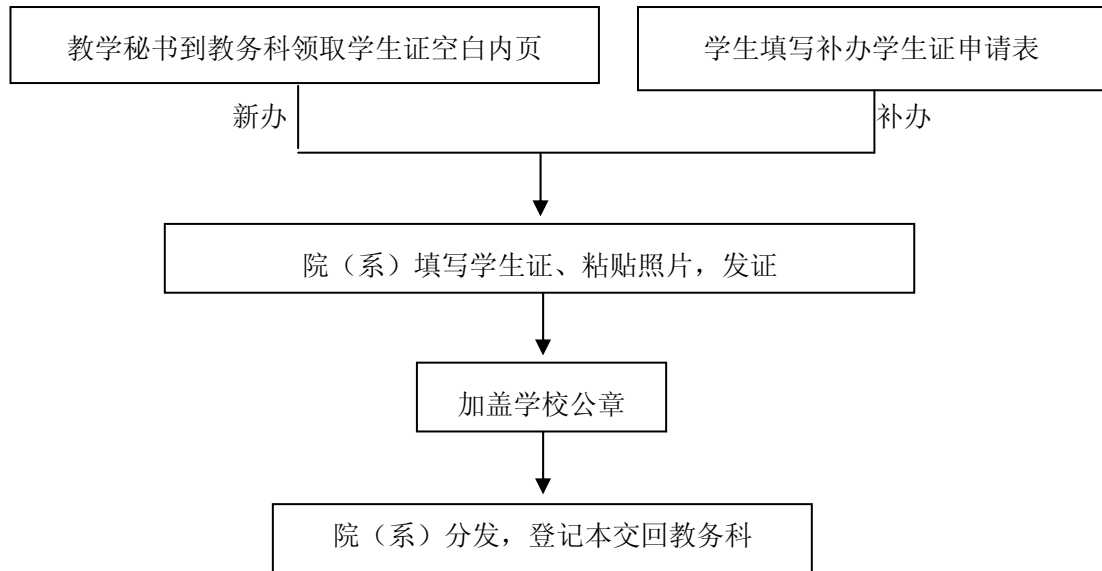 教学秘书到教务科领取学生证空白内页
学生填写补办学生证申请表
新办
补办
院（系）填写学生证、粘贴照片，发证
加盖学校公章
院（系）分发，登记本交回教务科